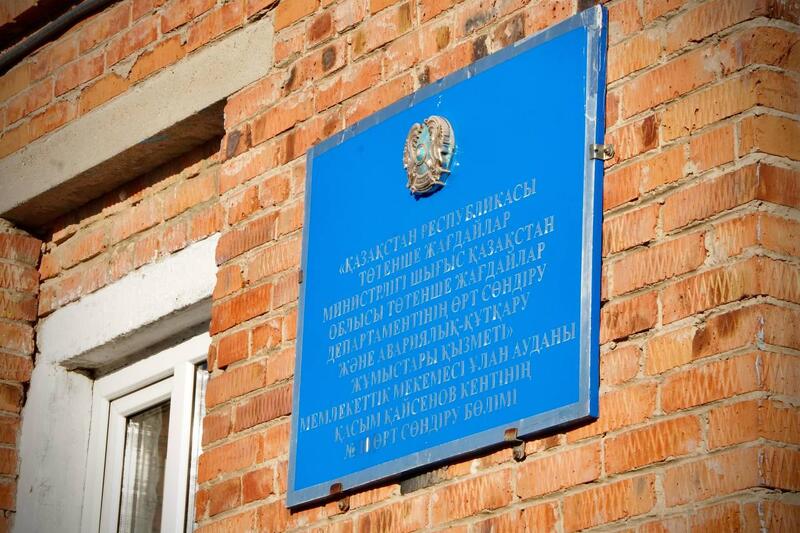 «ҚАЗАҚСТАН РЕСПУБЛИКАСЫ
ТӨТЕНШЕ ЖАҒДАЙЛАР
МИНИСТРЛІГІ ШЫҒЫС ҚАЗАҚСТАН
ОБЛЫСЫ ТӨТЕНШЕ ЖАҒДАЙЛАР
ДЕПАРТАМЕНТІНІҢ ӨРТ СӨНДІРУ
ЖӘНЕ АВАРИЯЛЫҚ-ҚҰТҚАРУ
ЖҰМЫСТАРЫ ҚЫЗМЕТІ»
МЕМЛЕКЕТТІК МЕКЕМЕСІ ҰЛАН АУДАНЫ
ҚАСЫМ ҚАЙСЕНОВ КЕНТІНІҢ
№ ӨРТ СӨНДІРУ БӨЛІМІ